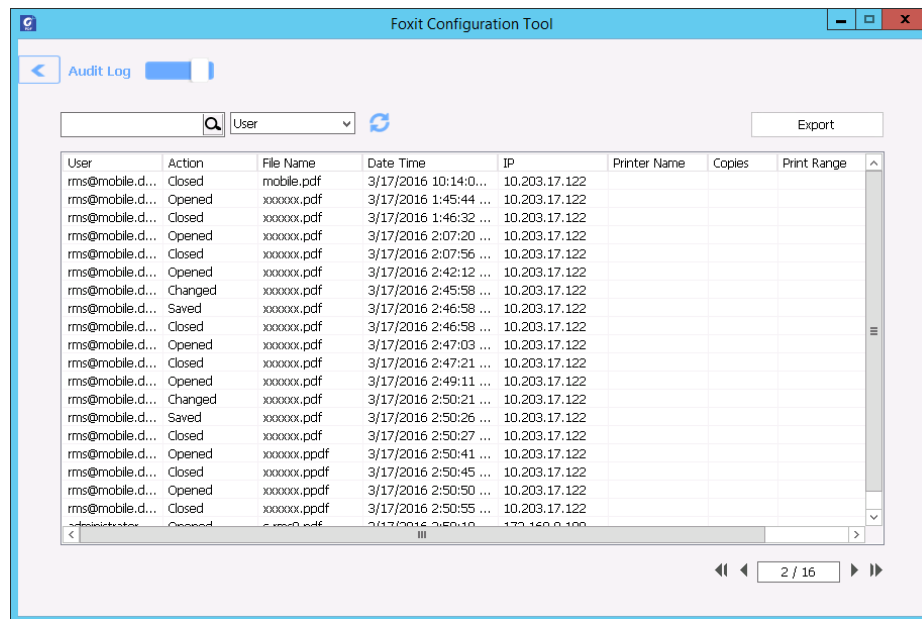 Foxit Configuration Tool
Audit Log
User
Export
User Action File Name Date Time IP Printer Name Copies Print Range
rms@mobile.d... Closed mobile.pdf 3/17/2016 10:14:0... 10.203.17.122
rms@mobile.d... Opened xxxxxx.pdf 3/17/2016 1:45:44 ... 10.203.17.122
rms@mobile.d... Closed xxxxxx.pdf 3/17/2016 1:46:32 ... 10.203.17.122
rms@mobile.d... Opened xxxxxx.pdf 3/17/2016 2:07:20 ... 10.203.17.122
rms@mobile.d... Closed xxxxxx.pdf 3/17/2016 2:07:56 ... 10.203.17.122
rms@mobile.d... Opened xxxxxx.pdf 3/17/2016 2:42:12 ... 10.203.17.122
rms@mobile.d... Changed xxxxxx.pdf 3/17/2016 2:45:58 ... 10.203.17.122
rms@mobile.d... Saved xxxxxx.pdf 3/17/2016 2:46:58 ... 10.203.17.122
rms@mobile.d... Closed xxxxxx.pdf 3/17/2016 2:46:58 ... 10.203.17.122
rms@mobile.d... Opened xxxxxx.pdf 3/17/2016 2:47:03 ... 10.203.17.122
rms@mobile.d... Closed xxxxxx.pdf 3/17/2016 2:47:21 ... 10.203.17.122
rms@mobile.d... Opened xxxxxx.pdf 3/17/2016 2:49:11 ... 10.203.17.122
rms@mobile.d... Changed xxxxxx.pdf 3/17/2016 2:50:21 ... 10.203.17.122
rms@mobile.d... Saved xxxxxx.pdf 3/17/2016 2:50:26 ... 10.203.17.122
rms@mobile.d... Closed xxxxxx.pdf 3/17/2016 2:50:27 ... 10.203.17.122
rms@mobile.d... Opened xxxxxx.ppdf 3/17/2016 2:50:41 ... 10.203.17.122
rms@mobile.d... Closed xxxxxx.ppdf 3/17/2016 2:50:45 ... 10.203.17.122
rms@mobile.d... Opened xxxxxx.ppdf 3/17/2016 2:50:50 ... 10.203.17.122
rms@mobile.d... Closed xxxxxx.ppdf 3/17/2016 2:50:55 ... 10.203.17.122
administrator Opened
2 / 16